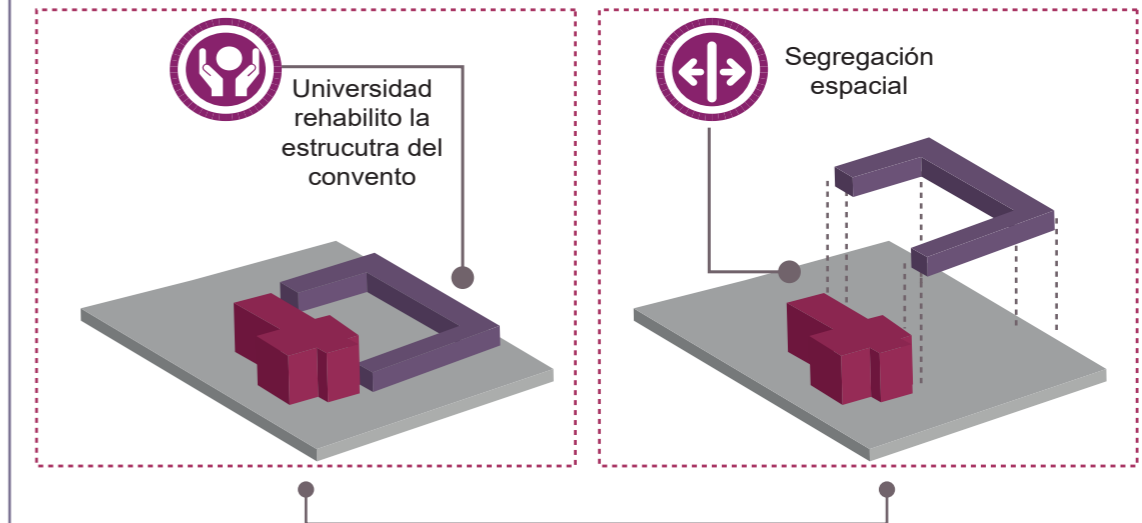 Universidad
rehabilito la
estrucutra del
convento
Segregación
espacial